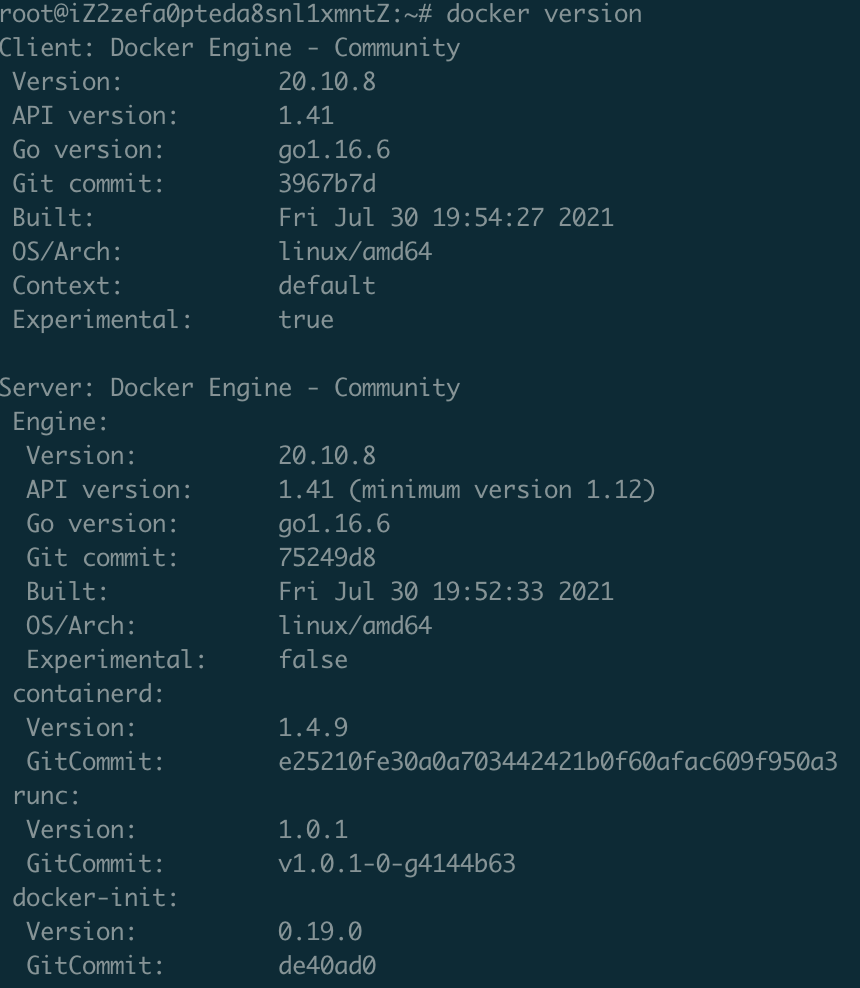 root@iZ2zefa0pteda8snl1xmntZ:~# docker version
Client: Docker Engine - Community
 Version:           20.10.8
 API version:       1.41
 Go version:        go1.16.6
 Git commit:        3967b7d
 Built:             Fri Jul 30 19:54:27 2021
 OS/Arch:           linux/amd64
 Context:           default
 Experimental:      true

Server: Docker Engine - Community
 Engine:
  Version:          20.10.8
  API version:      1.41 (minimum version 1.12)
  Go version:       go1.16.6
  Git commit:       75249d8
  Built:            Fri Jul 30 19:52:33 2021
  OS/Arch:          linux/amd64
  Experimental:     false
 containerd:
  Version:          1.4.9
  GitCommit:        e25210fe30a0a703442421b0f60afac609f950a3
 runc:
  Version:          1.0.1
  GitCommit:        v1.0.1-0-g4144b63
 docker-init:
  Version:          0.19.0
  GitCommit:        de40ad0